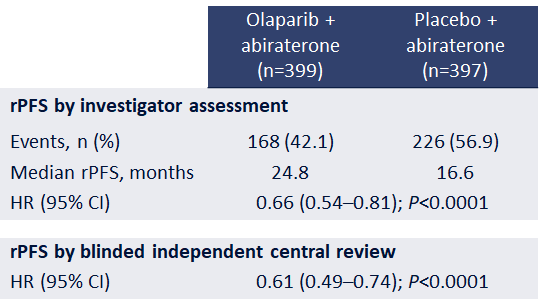 Olaparib + abiraterone (n=399) Placebo + abiraterone (n=397)
rPFS by investigator assessment
Events, n (%) 168 (42.1) 226 (56.9)
Median rPFS, months 24.8 16.6
HR (95% CI) 0.66 (0.54–0.81); P<0.0001
rPFS by blinded independent central review
HR (95% CI) 0.61 (0.49–0.74); P<0.0001